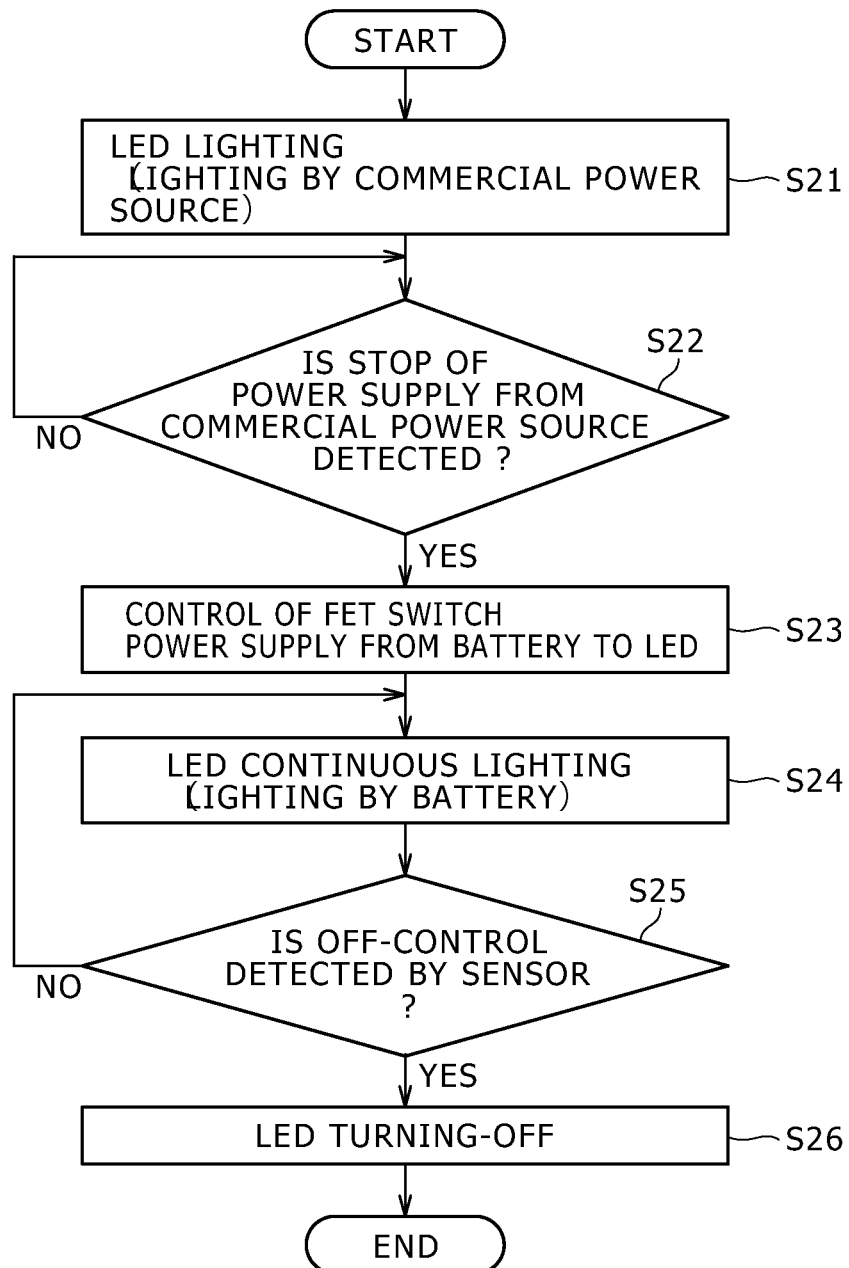 START
LED LIGHTING
(LIGHTING BY COMMERCIAL POWER
SOURCE)
S21
IS STOP OF
POWER SUPPLY FROM
COMMERCIAL POWER SOURCE
DETECTED ?
S22
NO
YES
CONTROL OF FET SWITCH
POWER SUPPLY FROM BATTERY TO LED
S23
LED CONTINUOUS LIGHTING
(LIGHTING BY BATTERY)
S24
IS OFF-CONTROL
DETECTED BY SENSOR
?
S25
NO
YES
LED TURNING-OFF
S26
END